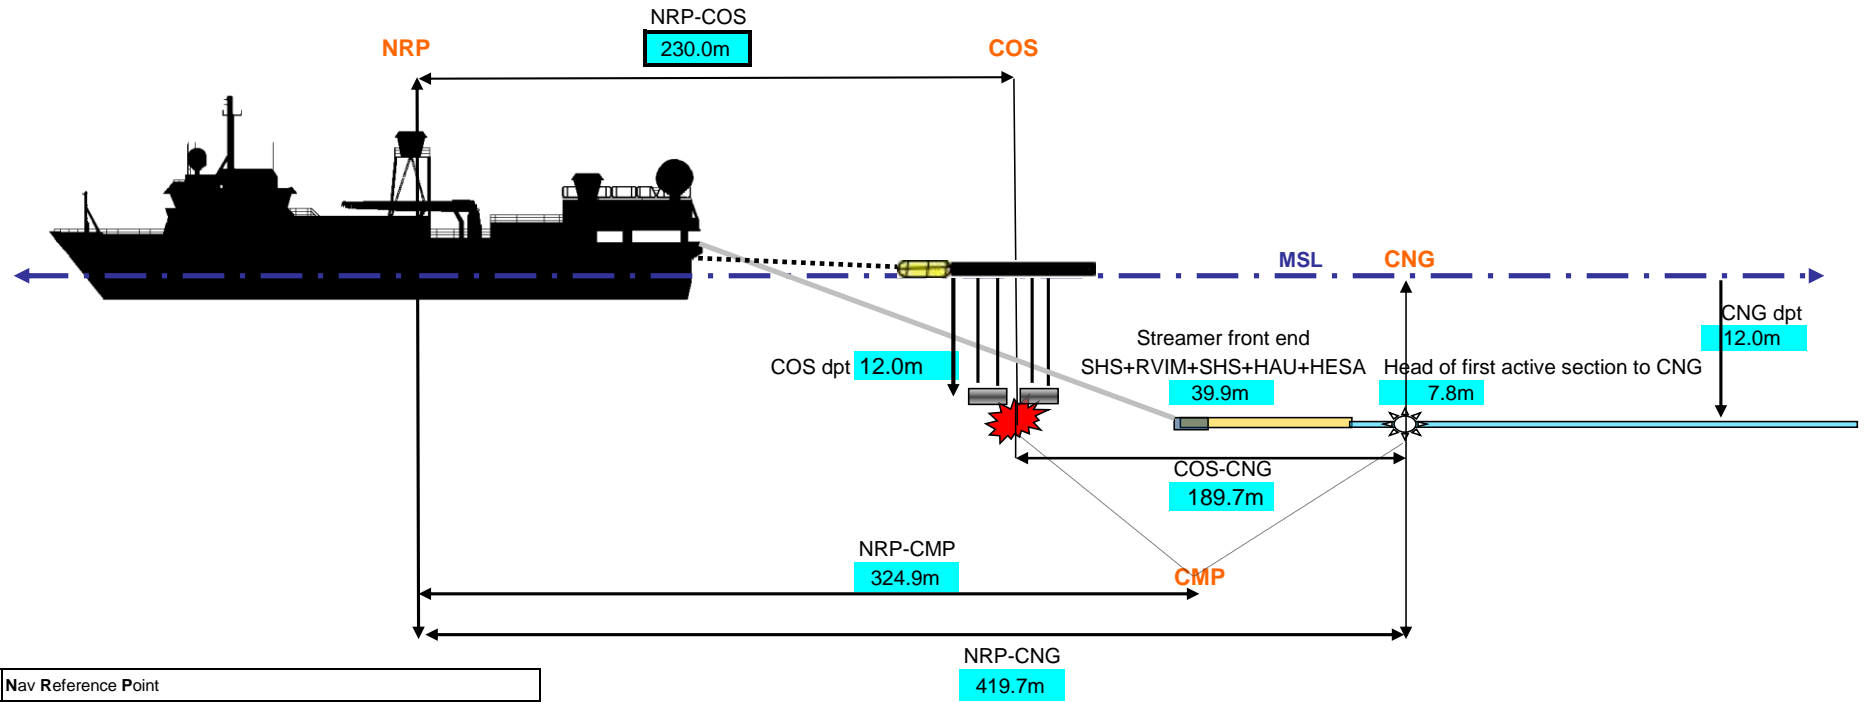 NRP-COS
NRP
230.0m
COS
MSL
CNG
CNG dpt
12.0m
Streamer front end
COS dpt 12.0m
SHS+RVIM+SHS+HAU+HESA
Head of first active section to CNG
39.9m
7.8m
COS-CNG
189.7m
NRP-CMP
324.9m
CMP
NRP-CNG
419.7m
Nav Reference Point